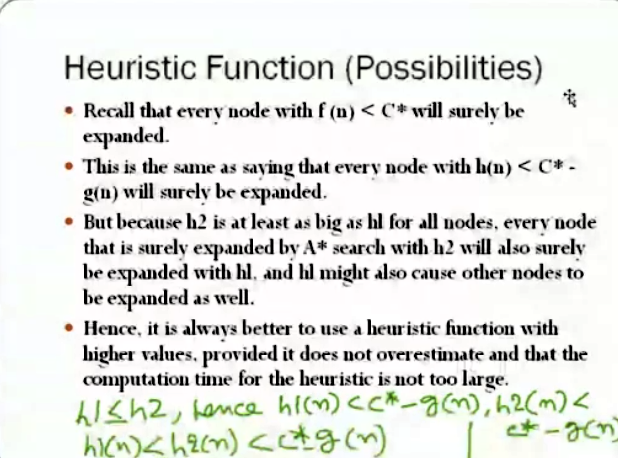 Heuristic Function (Possibilities)
• Recall that every node with f (n) < C* will surely be
expanded.
• This is the same as saying that every node with h(n) < C* -
g(n) will surely be expanded.
• But because h2 is at least as big as hl for all nodes, every node
that is surely expanded by A* search with h2 will also surely
be expanded with hl, and hl might also cause other nodes to
be expanded as well.
• Hence, it is always better to use a heuristic function with
higher values, provided it does not overestimate and that the
computation time for the heuristic is not too large.
h1≤h2, hence h1(n)<c*-g(n), h2(n)<
h1(n)<h2(n)<c*-g(n) | c*-g(n)